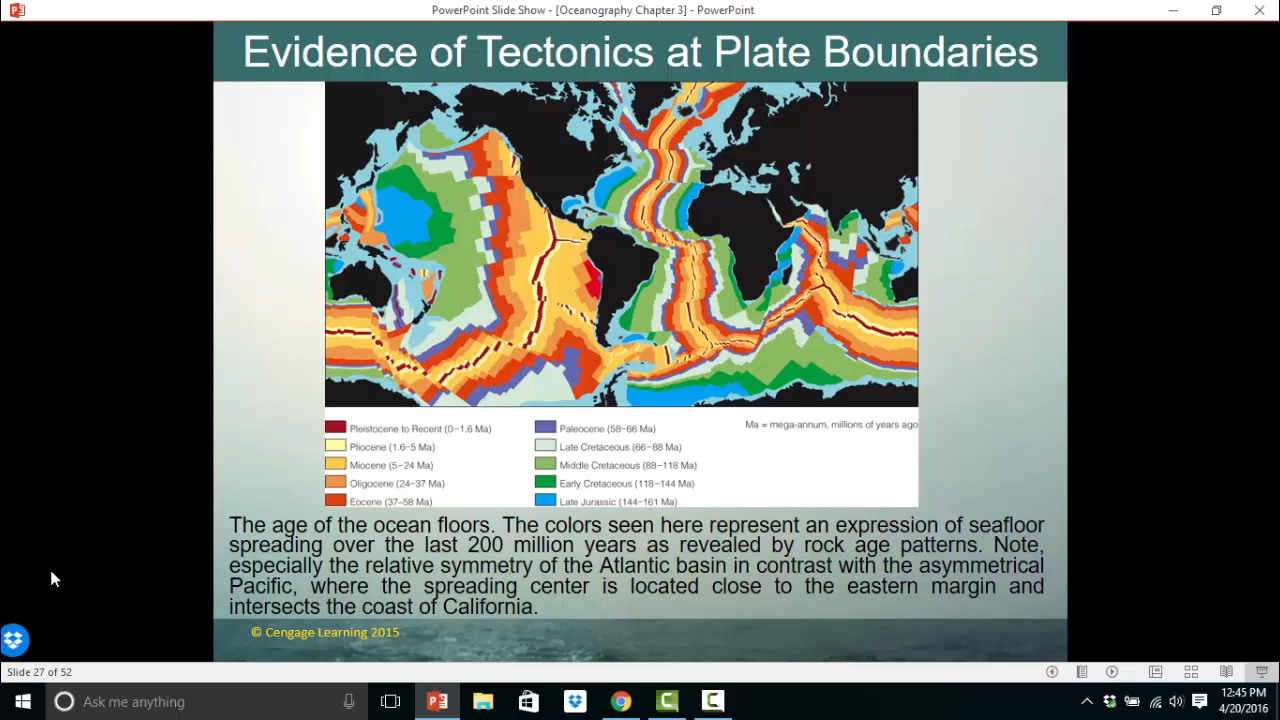 PowerPoint Slide Show - [Oceanography Chapter 3] - PowerPoint
Evidence of Tectonics at Plate Boundaries
Pleistocene to Recent (0–1.6 Ma)
Pliocene (1.6–5 Ma)
Miocene (5–24 Ma)
Oligocene (24–37 Ma)
Eocene (37–58 Ma)
Paleocene (58–66 Ma)
Late Cretaceous (66–88 Ma)
Middle Cretaceous (88–118 Ma)
Early Cretaceous (118–144 Ma)
Late Jurassic (144–161 Ma)
Ma = mega-annum, millions of years ago
The age of the ocean floors. The colors seen here represent an expression of seafloor
spreading over the last 200 million years as revealed by rock age patterns. Note,
especially the relative symmetry of the Atlantic basin in contrast with the asymmetrical
Pacific, where the spreading center is located close to the eastern margin and
intersects the coast of California.
© Cengage Learning 2015
Slide 27 of 52
Ask me anything
12:45 PM
4/20/2016